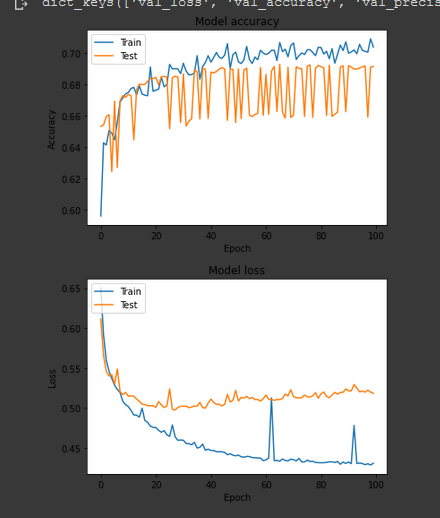 dict_keys(['val_loss', 'val_accuracy', 'val_precis
Model accuracy
Train
Test
0.70
0.68
0.66
0.64
0.62
0.60
Accuracy
0 20 40 60 80 100
Epoch
Model loss
Train
Test
0.65
0.60
0.55
0.50
0.45
Loss
0 20 40 60 80 100
Epoch